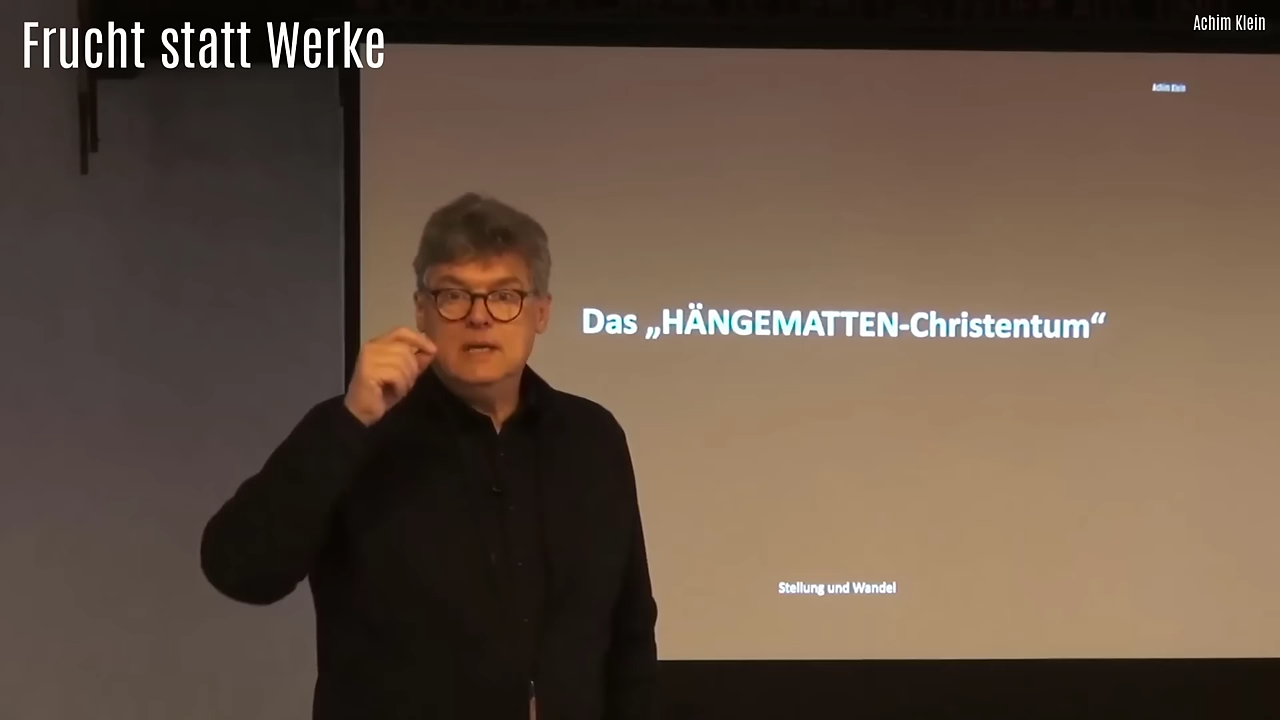 Frucht statt Werke
Achim Klein
Achim Klein
Das „HÄNGEMATTEN-Christentum“
Stellung und Wandel